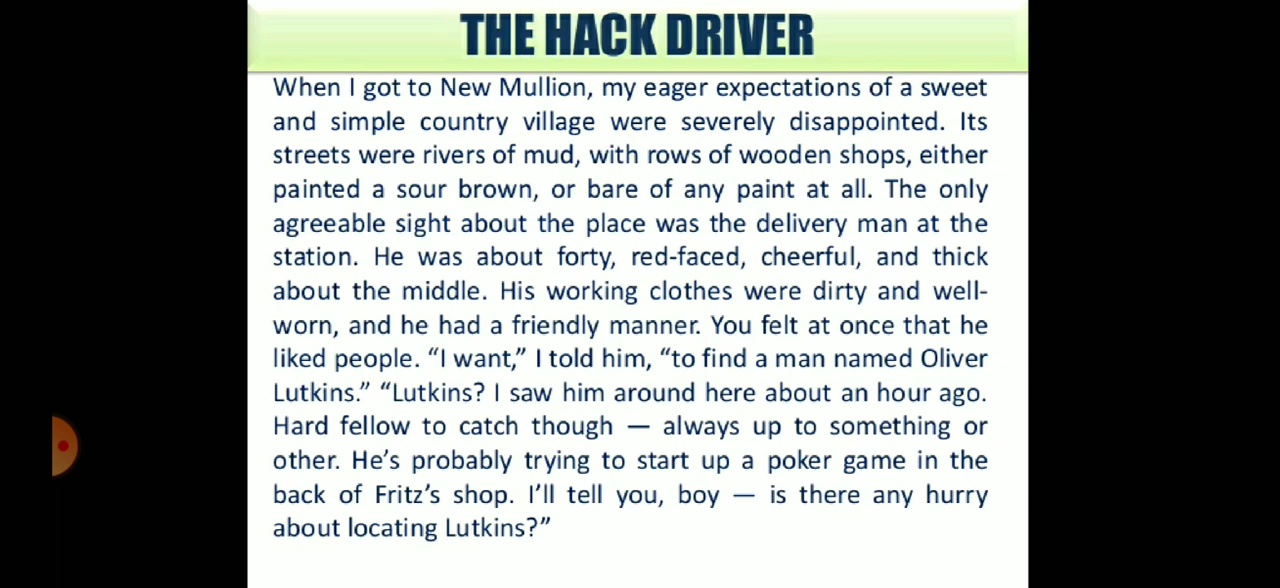 THE HACK DRIVER
When I got to New Mullion, my eager expectations of a sweet
and simple country village were severely disappointed. Its
streets were rivers of mud, with rows of wooden shops, either
painted a sour brown, or bare of any paint at all. The only
agreeable sight about the place was the delivery man at the
station. He was about forty, red-faced, cheerful, and thick
about the middle. His working clothes were dirty and well-
worn, and he had a friendly manner. You felt at once that he
liked people. “I want,” I told him, “to find a man named Oliver
Lutkins.” “Lutkins? I saw him around here about an hour ago.
Hard fellow to catch though — always up to something or
other. He’s probably trying to start up a poker game in the
back of Fritz’s shop. I’ll tell you, boy — is there any hurry
about locating Lutkins?”